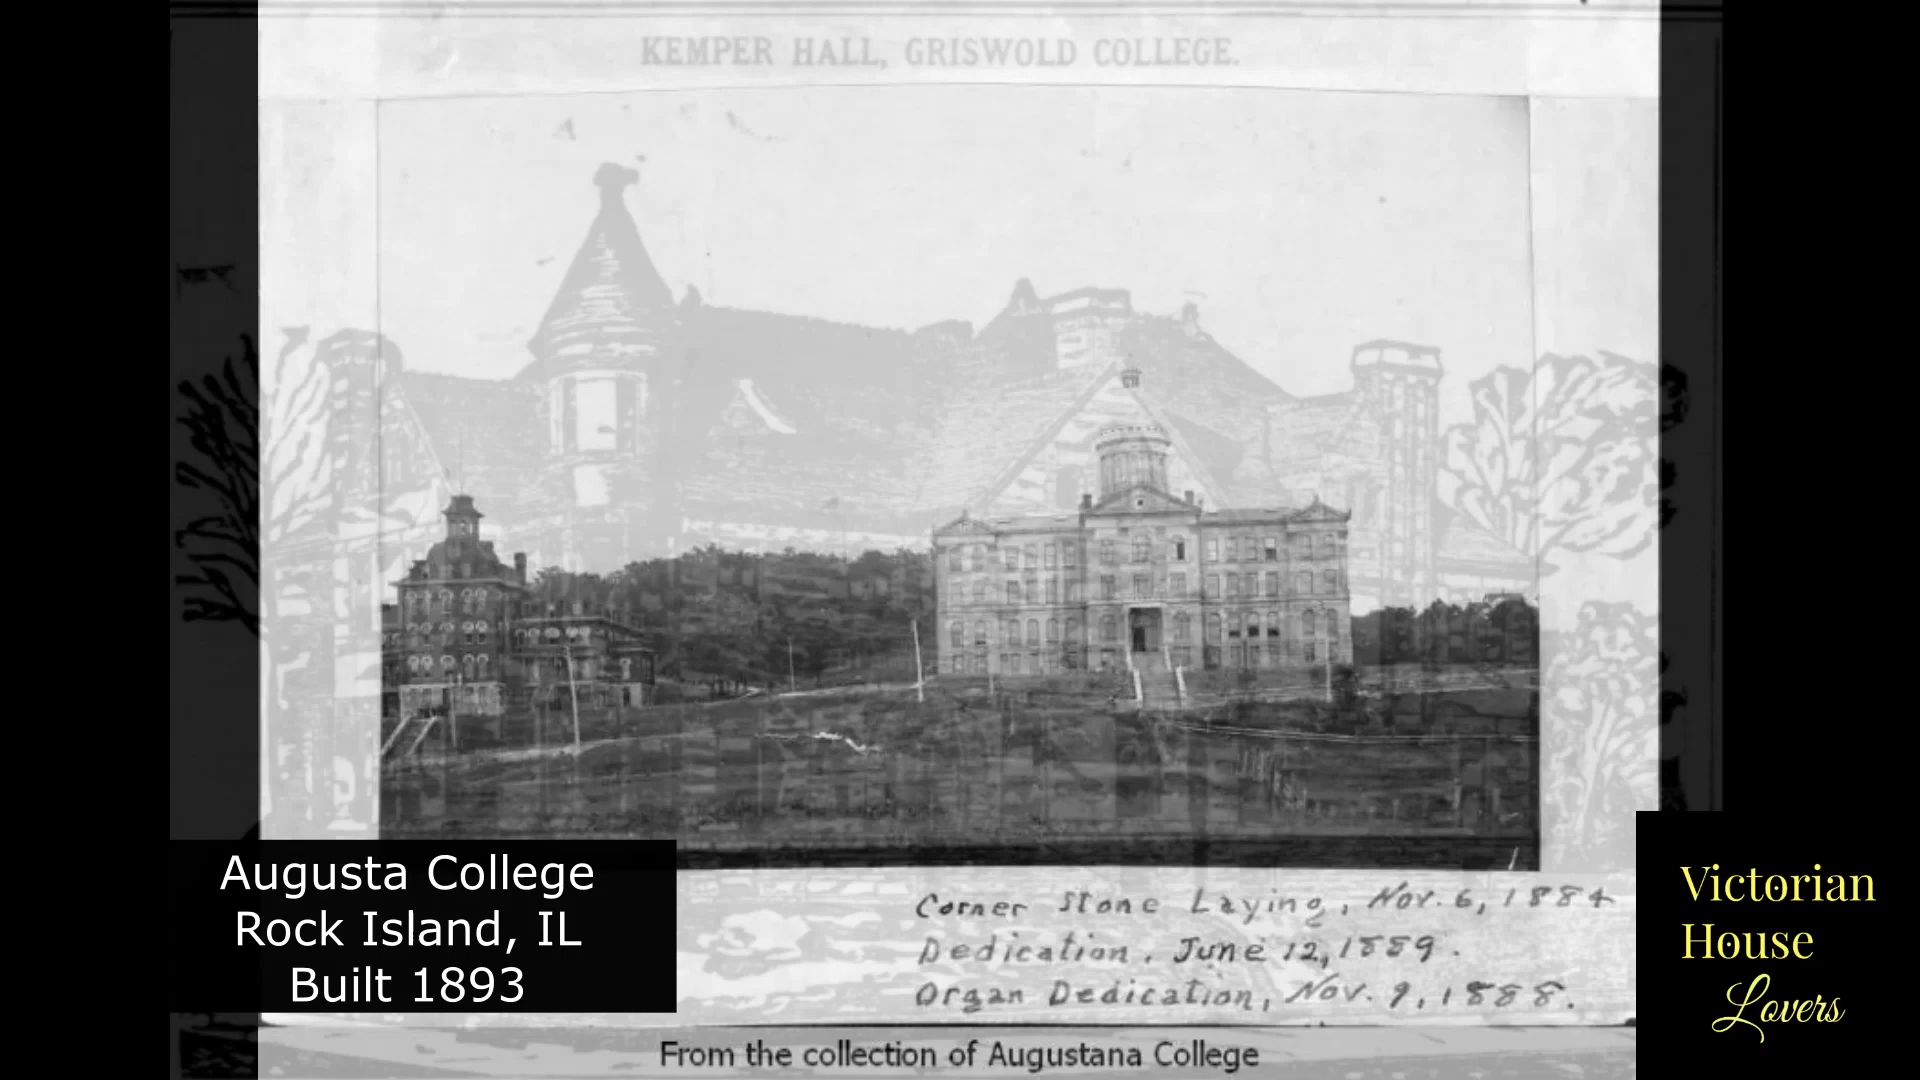 KEMPER HALL, GRISWOLD COLLEGE.
Augusta College
Rock Island, IL
Built 1893
Corner Stone Laying, Nov. 6, 1884
Dedication, June 12, 1889.
Organ Dedication, Nov. 9, 1888.
From the collection of Augustana College
Victorian
House
Lovers